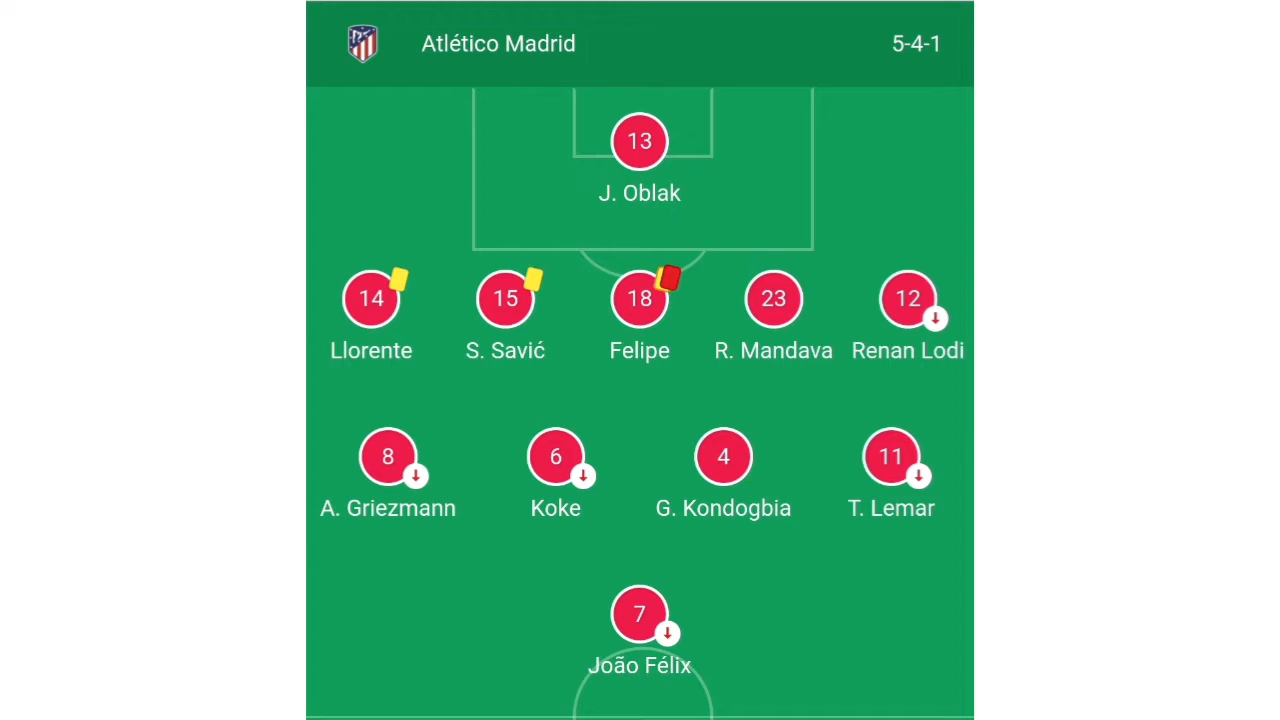 Atlético Madrid 5-4-1
13
J. Oblak
14 15 18 23 12
Llorente S. Savić Felipe R. Mandava Renan Lodi
8 6 4 11
A. Griezmann Koke G. Kondogbia T. Lemar
7
João Félix